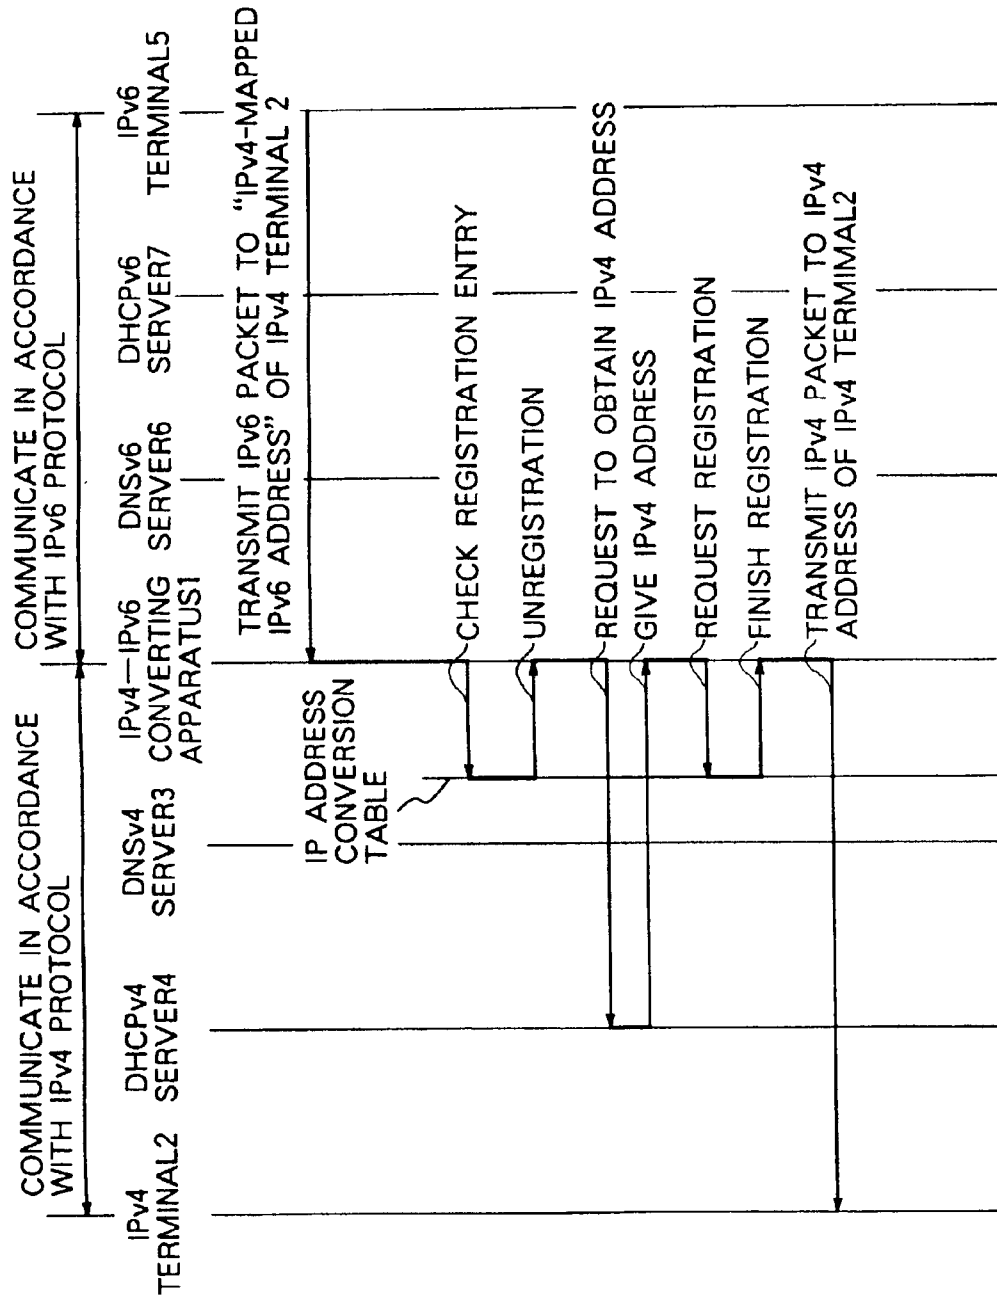 COMMUNICATE IN ACCORDANCE
WITH IPv4 PROTOCOL
COMMUNICATE IN ACCORDANCE
WITH IPv6 PROTOCOL
IPv4
TERMINAL2
DHCPv4
SERVER4
DNSv4
SERVER3
IPv4—IPv6
CONVERTING
APPARATUS1
DNSv6
SERVER6
DHCPv6
SERVER7
IPv6
TERMINAL5
TRANSMIT IPv6 PACKET TO "IPv4-MAPPED
IPv6 ADDRESS" OF IPv4 TERMINAL 2
IP ADDRESS
CONVERSION
TABLE
CHECK REGISTRATION ENTRY
UNREGISTRATION
REQUEST TO OBTAIN IPv4 ADDRESS
GIVE IPv4 ADDRESS
REQUEST REGISTRATION
FINISH REGISTRATION
TRANSMIT IPv4 PACKET TO IPv4
ADDRESS OF IPv4 TERMIMAL2